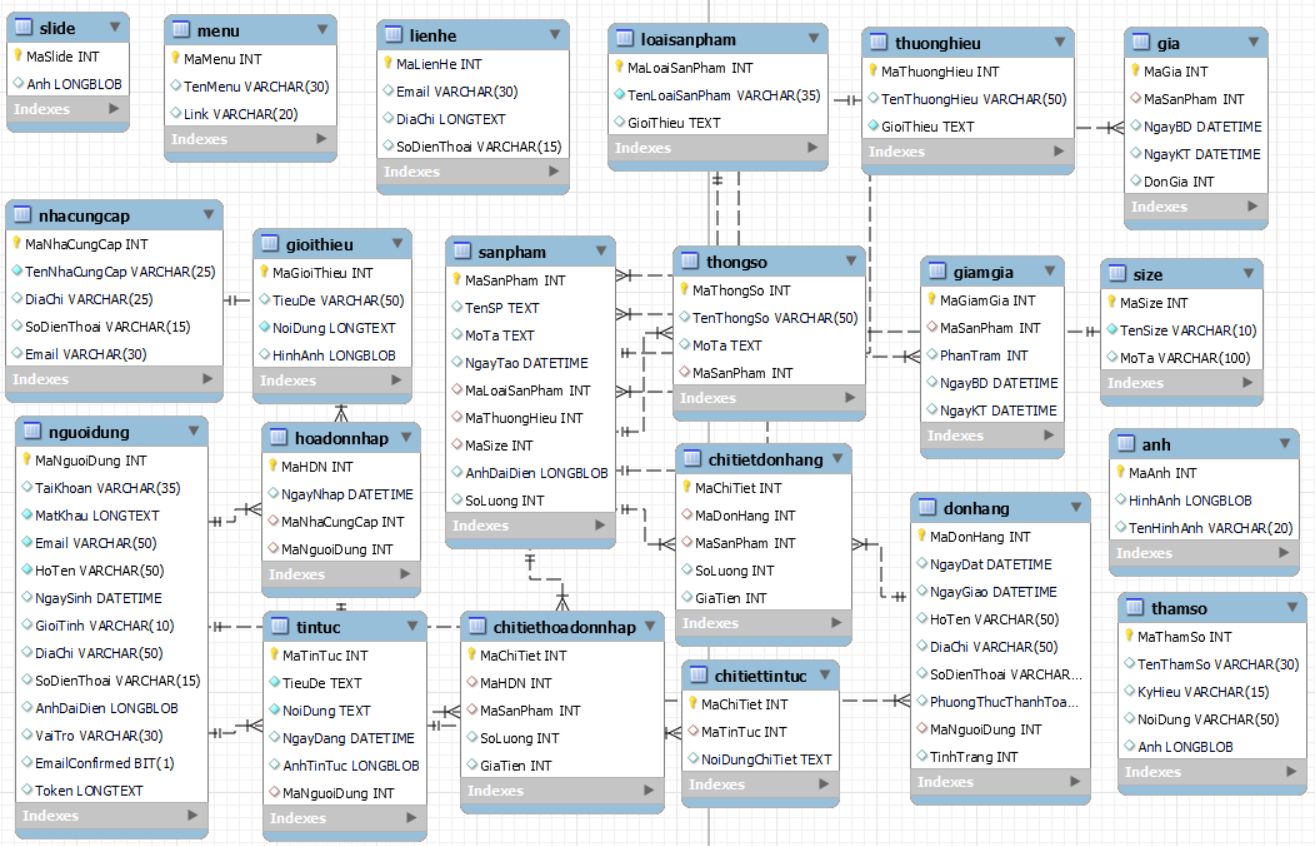 slide
MaSlide INT
Anh LONGBLOB
Indexes
menu
MaMenu INT
TenMenu VARCHAR(30)
Link VARCHAR(20)
Indexes
lienhe
MaLienHe INT
Email VARCHAR(30)
DiaChi LONGTEXT
SoDienThoai VARCHAR(15)
Indexes
loaisanpham
MaLoaiSanPham INT
TenLoaiSanPham VARCHAR(35)
GioiThieu TEXT
Indexes
thuonghieu
MaThuongHieu INT
TenThuongHieu VARCHAR(50)
GioiThieu TEXT
Indexes
gia
MaGia INT
MaSanPham INT
NgayBD DATETIME
NgayKT DATETIME
DonGia INT
Indexes
nhacungcap
MaNhaCungCap INT
TenNhaCungCap VARCHAR(25)
DiaChi VARCHAR(25)
SoDienThoai VARCHAR(15)
Email VARCHAR(30)
Indexes
gioithieu
MaGioiThieu INT
TieuDe VARCHAR(50)
NoiDung LONGTEXT
HinhAnh LONGBLOB
Indexes
sanpham
MaSanPham INT
TenSP TEXT
MoTa TEXT
NgayTao DATETIME
MaLoaiSanPham INT
MaThuongHieu INT
MaSize INT
AnhDaiDien LONGBLOB
SoLuong INT
Indexes
thongso
MaThongSo INT
TenThongSo VARCHAR(50)
MoTa TEXT
MaSanPham INT
Indexes
giamgia
MaGiamGia INT
MaSanPham INT
PhanTram INT
NgayBD DATETIME
NgayKT DATETIME
Indexes
size
MaSize INT
TenSize VARCHAR(10)
MoTa VARCHAR(100)
Indexes
nguoidung
MaNguoiDung INT
TaiKhoan VARCHAR(35)
MatKhau LONGTEXT
Email VARCHAR(50)
HoTen VARCHAR(50)
NgaySinh DATETIME
GioiTinh VARCHAR(10)
DiaChi VARCHAR(50)
SoDienThoai VARCHAR(15)
AnhDaiDien LONGBLOB
VaiTro VARCHAR(30)
EmailConfirmed BIT(1)
Token LONGTEXT
Indexes
hoadonnhap
MaHDN INT
NgayNhap DATETIME
MaNhaCungCap INT
MaNguoiDung INT
Indexes
chitietdonhang
MaChiTiet INT
MaDonHang INT
MaSanPham INT
SoLuong INT
GiaTien INT
Indexes
donhang
MaDonHang INT
NgayDat DATETIME
NgayGiao DATETIME
HoTen VARCHAR(50)
DiaChi VARCHAR(50)
SoDienThoai VARCHAR...
PhuongThucThanhToa...
MaNguoiDung INT
TinhTrang INT
Indexes
anh
MaAnh INT
HinhAnh LONGBLOB
TenHinhAnh VARCHAR(20)
Indexes
tintuc
MaTinTuc INT
TieuDe TEXT
NoiDung TEXT
NgayDang DATETIME
AnhTinTuc LONGBLOB
MaNguoiDung INT
Indexes
chitiethoadonnhap
MaChiTiet INT
MaHDN INT
MaSanPham INT
SoLuong INT
GiaTien INT
Indexes
chitiettintuc
MaChiTiet INT
MaTinTuc INT
NoiDungChiTiet TEXT
Indexes
thamso
MaThamSo INT
TenThamSo VARCHAR(30)
KyHieu VARCHAR(15)
NoiDung VARCHAR(50)
Anh LONGBLOB
Indexes